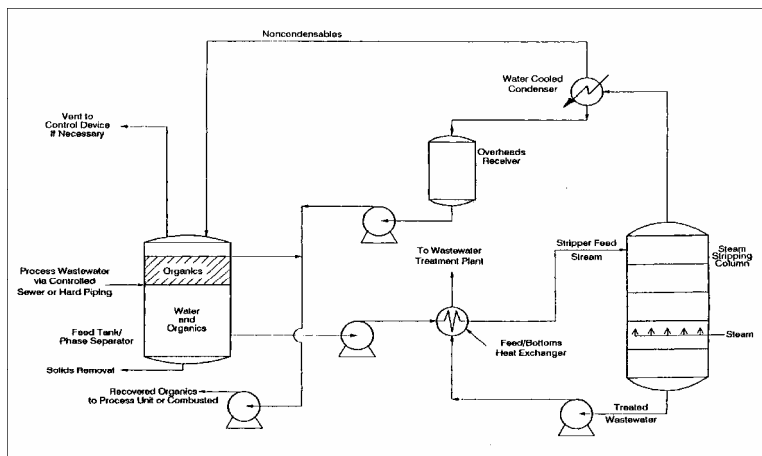 Noncondensables
Water Cooled
Condenser
Vent to
Control Device
If Necessary
Overheads
Receiver
To Wastewater
Treatment Plant
Stripper Feed
Stream
Steam
Stripping
Column
Process Wastewater
via Controlled
Sewer or Hard Piping
Organics
Water
and
Organics
Feed Tank/
Phase Separator
Steam
Feed/Bottoms
Heat Exchanger
Solids Removal
Recovered Organics
to Process Unit or Combusted
Treated
Wastewater